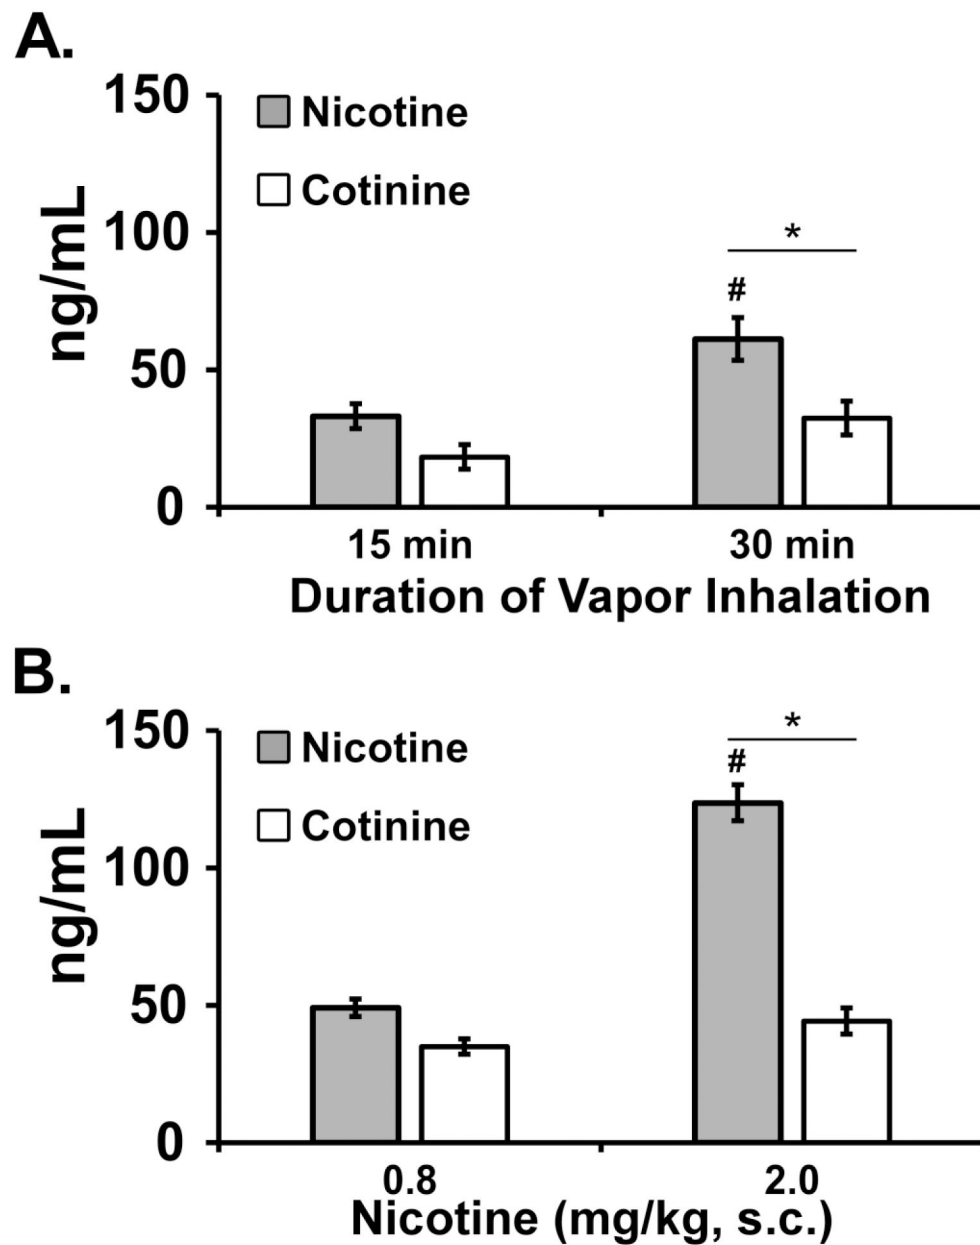 A.
150
Nicotine
Cotinine
100
*
#
50
0
ng/mL
15 min 30 min
Duration of Vapor Inhalation
B.
150
*
Nicotine
#
Cotinine
100
50
0
ng/mL
0.8 2.0
Nicotine (mg/kg, s.c.)